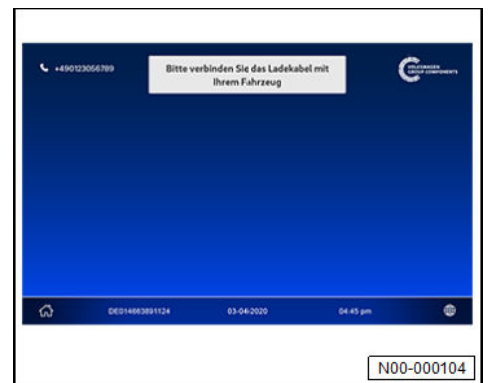 +490123056789
Bitte verbinden Sie das Ladekabel mit
Ihrem Fahrzeug
VOLKSWAGEN
GROUP COMPONENTS
DE014663891124
03-04-2020
04:45 pm
N00-000104